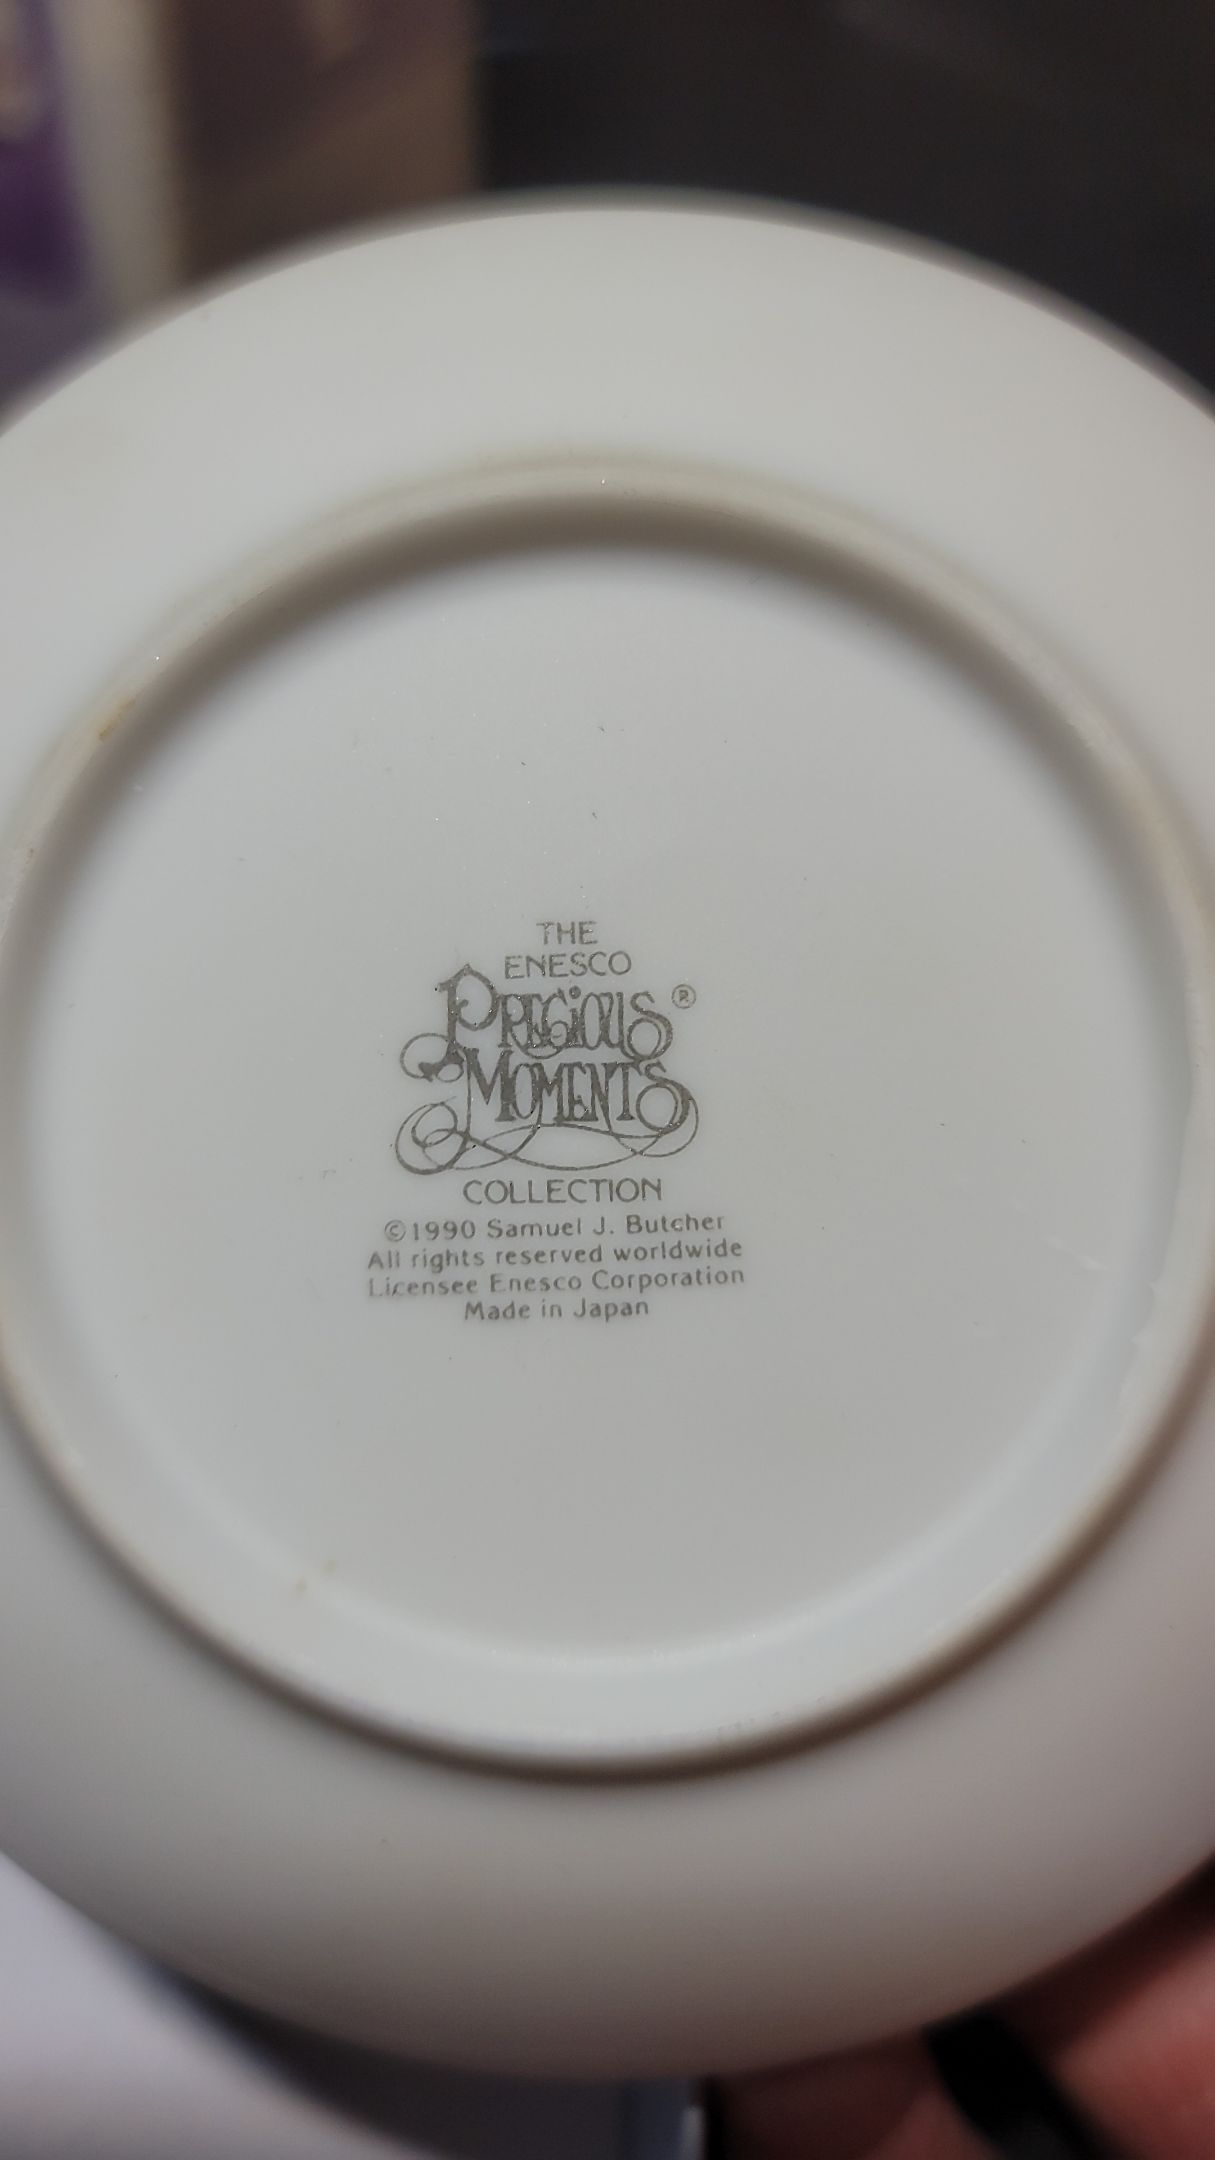 THE
ENESCO
PRECIOUS ®
MOMENTS
COLLECTION
©1990 Samuel J. Butcher
All rights reserved worldwide
Licensee Enesco Corporation
Made in Japan